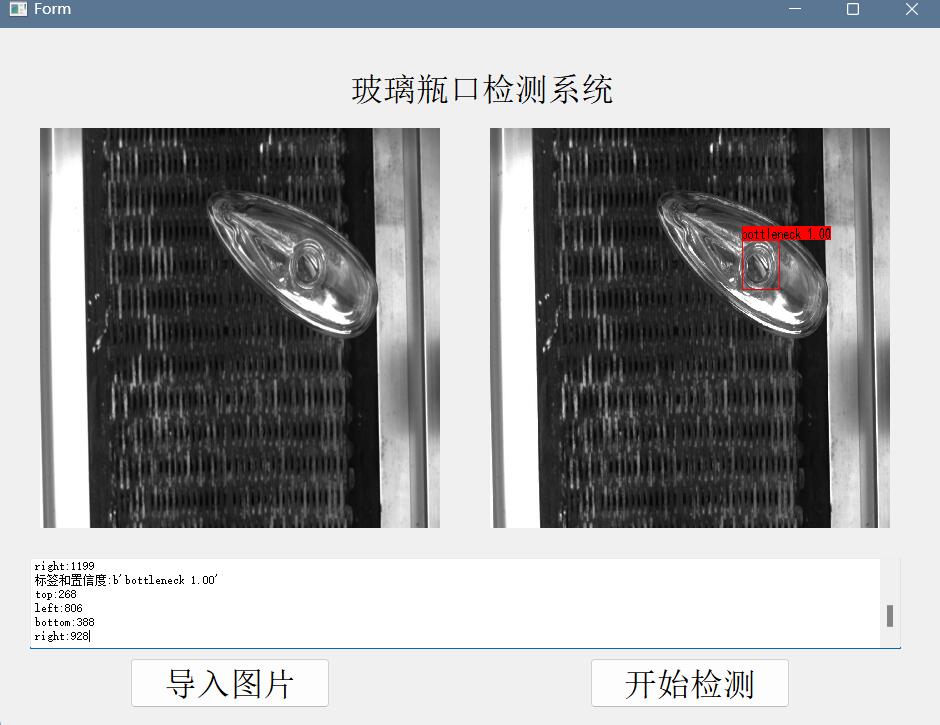 Form
玻璃瓶口检测系统
bottleneck 1.00
right:1199
标签和置信度:b'bottleneck 1.00'
top:268
left:806
bottom:388
right:928
导入图片
开始检测